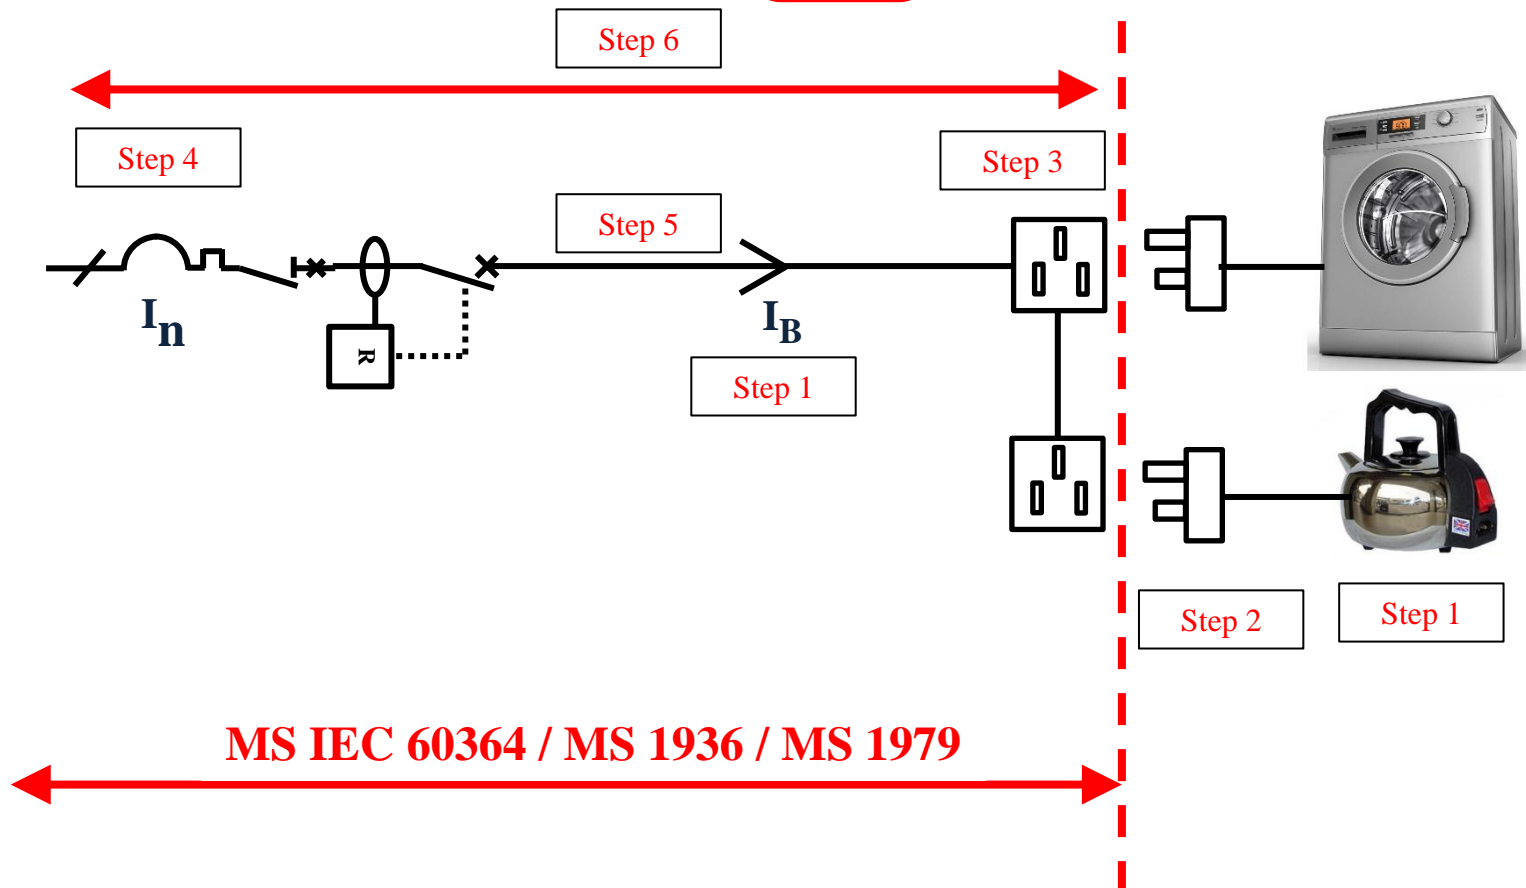 Step 6
Step 4
Step 3
Step 5
In
IB
R
Step 1
Step 2
Step 1
MS IEC 60364 / MS 1936 / MS 1979